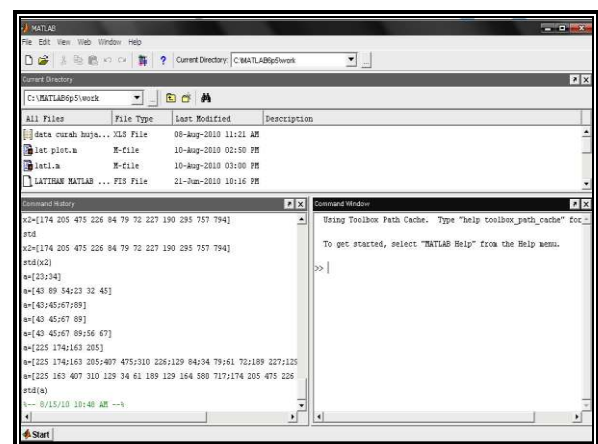 MATLAB
File Edit View Web Window Help
Current Directory: C:\MATLAB6p5\work
Current Directory
C:\MATLAB6p5\work
All Files File Type Last Modified Description
data curah huja... XLS File 08-Aug-2010 11:21 AM
lat plot.m M-file 10-Aug-2010 02:50 PM
lat1.m M-file 10-Aug-2010 03:00 PM
LATIHAN MATLAB ... FIS File 21-Jun-2010 10:16 PM
Command History
x2=[174 205 475 226 84 79 72 227 190 295 757 794]
std
x2=[174 205 475 226 84 79 72 227 190 295 757 794]
std(x2)
a=[23;34]
a=[43 89 54;23 32 45]
a=[43;45;67;89]
a=[43 45;67 89]
a=[43 45;67 89;56 67]
a=[225 174;163 205]
a=[225 174;163 205;407 475;310 226;129 84;34 79;61 72;189 227;129
a=[225 163 407 310 129 34 61 189 129 164 580 717;174 205 475 226
std(a)
%-- 8/15/10 10:48 AM --%
Command Window
Using Toolbox Path Cache. Type "help toolbox_path_cache" for
To get started, select "MATLAB Help" from the Help menu.
>>
Start